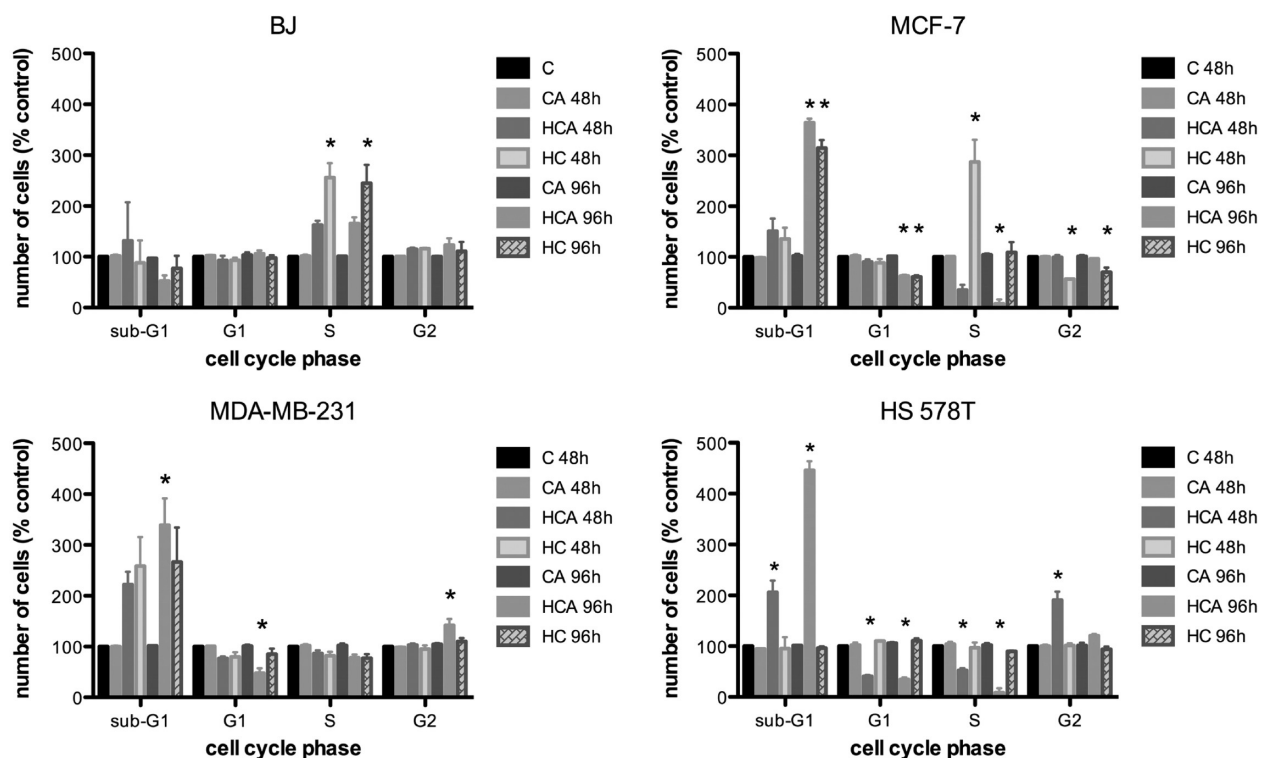 BJ
number of cells (% control)
500
400
300
200
100
0
*
*
sub-G1
G1
S
G2
cell cycle phase
C
CA 48h
HCA 48h
HC 48h
CA 96h
HCA 96h
HC 96h
MCF-7
number of cells (% control)
500
400
300
200
100
0
* *
* *
*
*
*
*
sub-G1
G1
S
G2
cell cycle phase
C 48h
CA 48h
HCA 48h
HC 48h
CA 96h
HCA 96h
HC 96h
MDA-MB-231
number of cells (% control)
500
400
300
200
100
0
*
*
*
sub-G1
G1
S
G2
cell cycle phase
C 48h
CA 48h
HCA 48h
HC 48h
CA 96h
HCA 96h
HC 96h
HS 578T
number of cells (% control)
500
400
300
200
100
0
*
*
*
*
*
*
*
sub-G1
G1
S
G2
cell cycle phase
C 48h
CA 48h
HCA 48h
HC 48h
CA 96h
HCA 96h
HC 96h